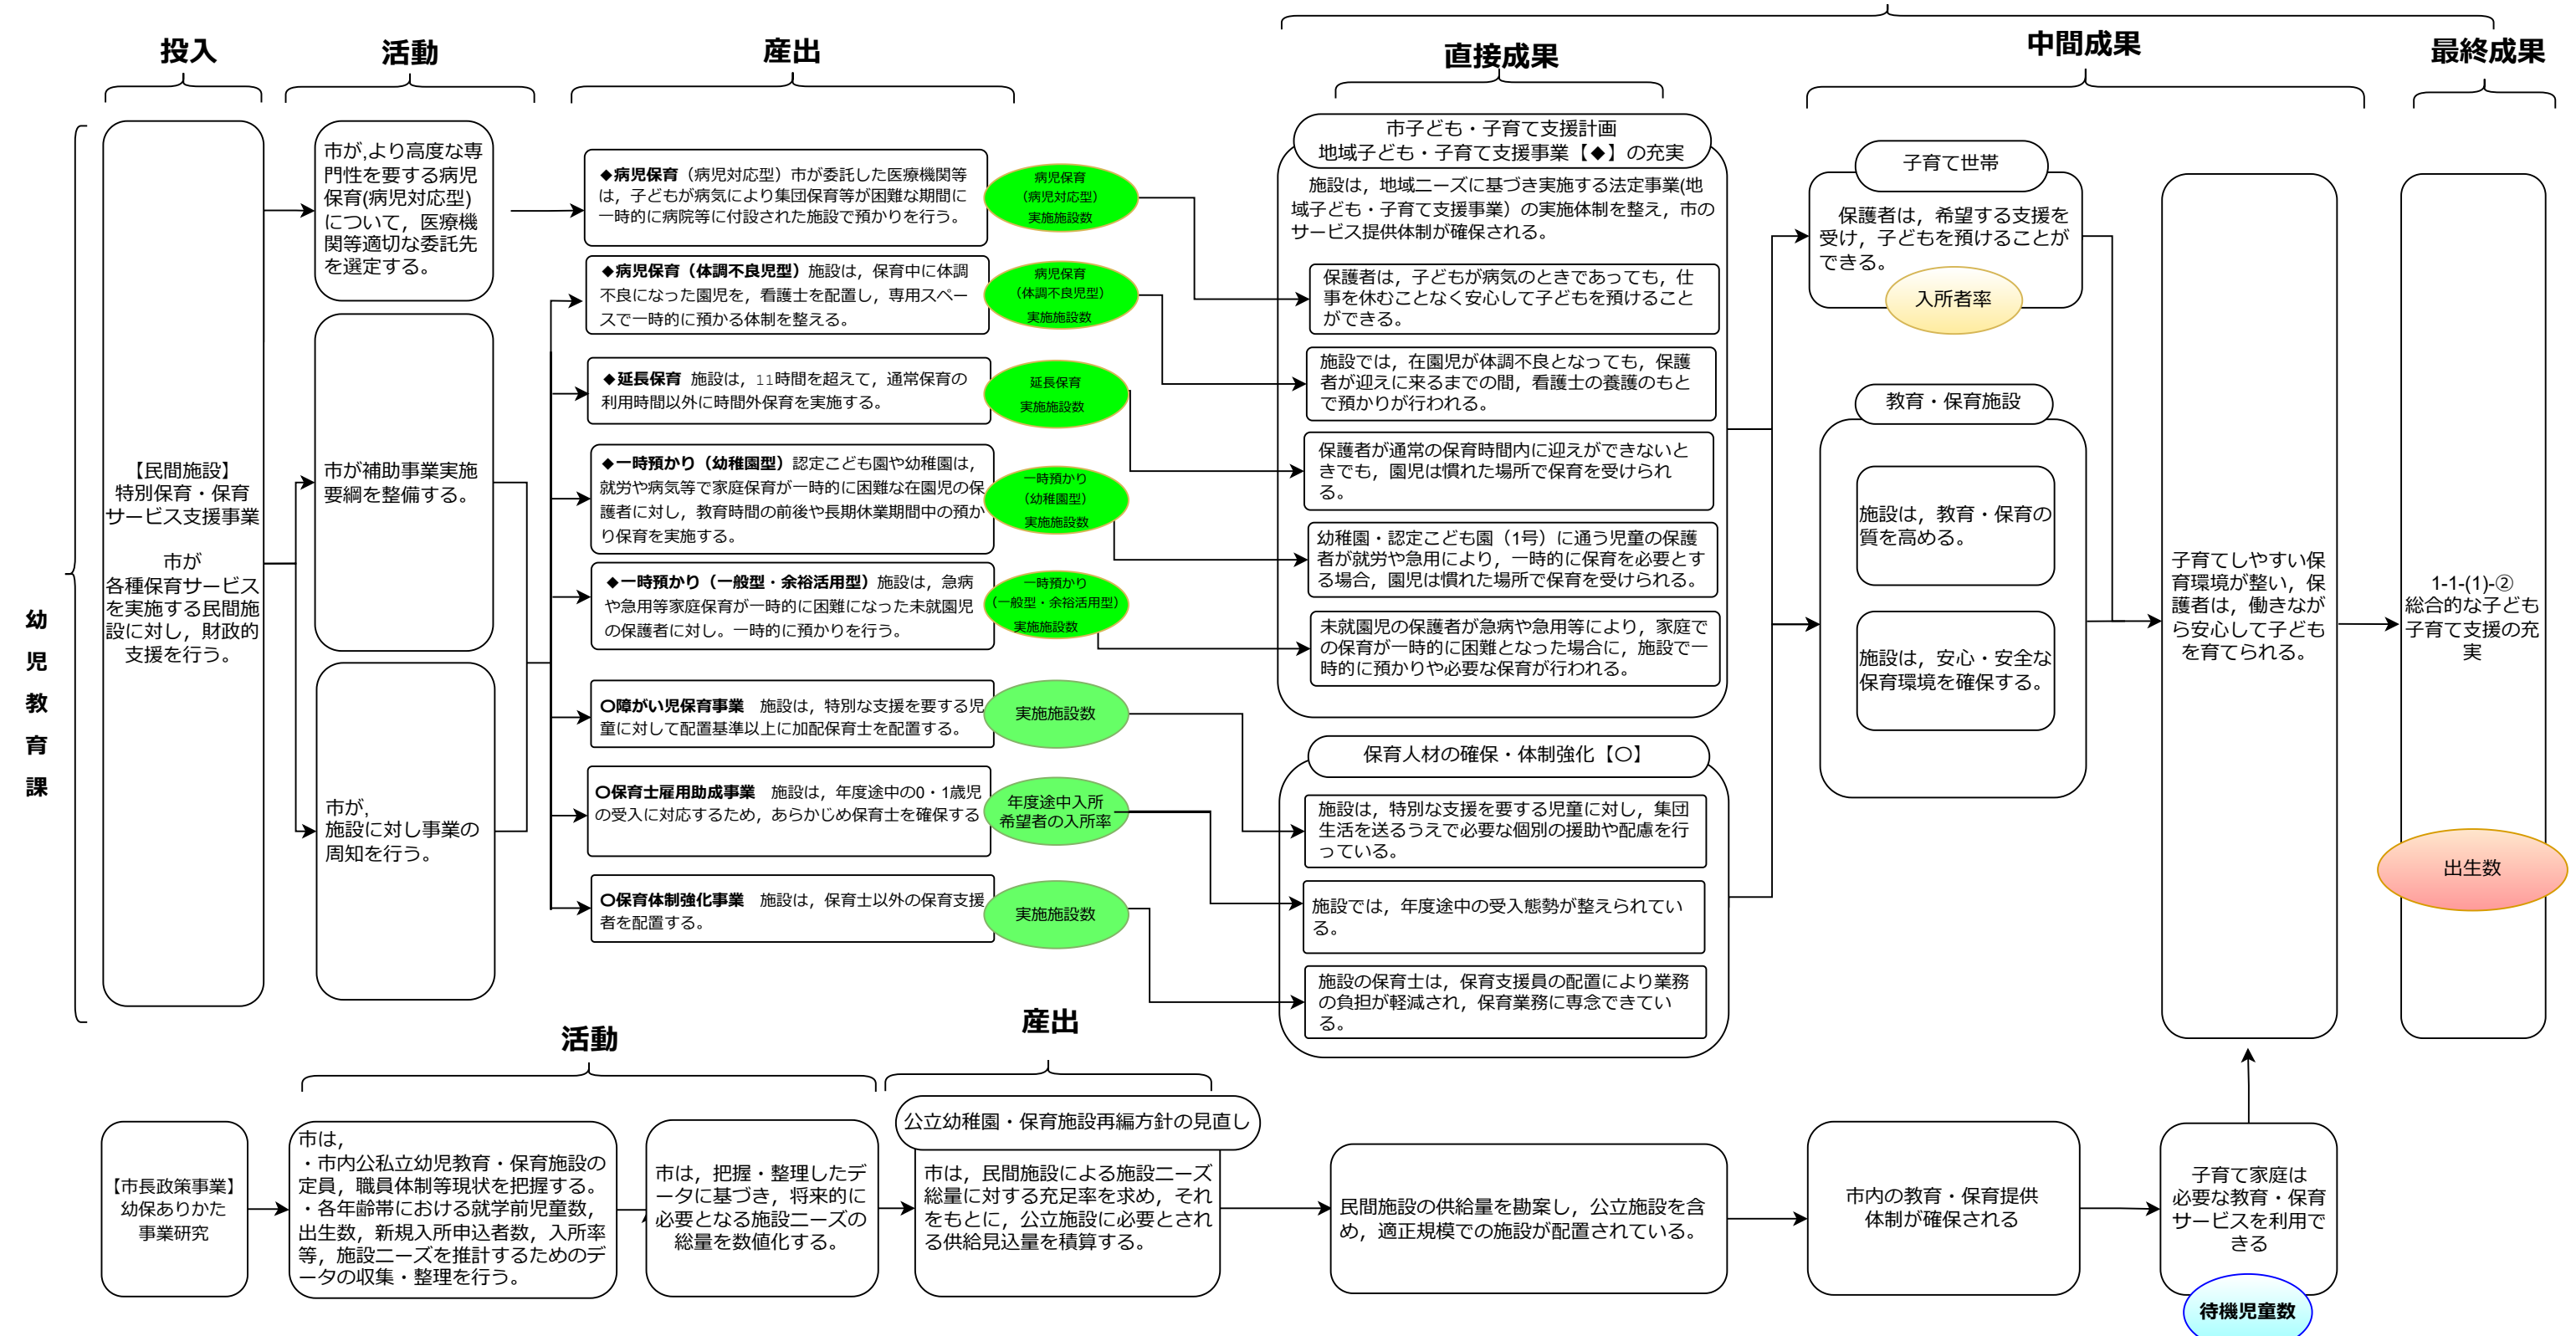 投入
活動
産出
直接成果
中間成果
最終成果
幼
児
教
育
課
【民間施設】
特別保育・保育
サービス支援事業
市が
各種保育サービス
を実施する民間施
設に対し，財政的
支援を行う。
市が,より高度な専
門性を要する病児
保育(病児対応型)
について，医療機
関等適切な委託先
を選定する。
市が補助事業実施
要綱を整備する。
市が,
施設に対し事業の
周知を行う。
◆病児保育（病児対応型）市が委託した医療機関等
は，子どもが病気により集団保育等が困難な期間に
一時的に病院等に付設された施設で預かりを行う。
病児保育
（病児対応型）
実施施設数
◆病児保育（体調不良児型）施設は，保育中に体調
不良になった園児を，看護士を配置し，専用スペー
スで一時的に預かる体制を整える。
病児保育
（体調不良児型）
実施施設数
◆延長保育 施設は，11時間を超えて，通常保育の
利用時間以外に時間外保育を実施する。
延長保育
実施施設数
◆一時預かり（幼稚園型）認定こども園や幼稚園は，
就労や病気等で家庭保育が一時的に困難な在園児の保
護者に対し，教育時間の前後や長期休業期間中の預か
り保育を実施する。
一時預かり
（幼稚園型）
実施施設数
◆一時預かり（一般型・余裕活用型）施設は，急病
や急用等家庭保育が一時的に困難になった未就園児
の保護者に対し。一時的に預かりを行う。
一時預かり
（一般型・余裕活用型）
実施施設数
〇障がい児保育事業　施設は，特別な支援を要する児
童に対して配置基準以上に加配保育士を配置する。
実施施設数
〇保育士雇用助成事業　施設は，年度途中の0・1歳児
の受入に対応するため，あらかじめ保育士を確保する
年度途中入所
希望者の入所率
〇保育体制強化事業　施設は，保育士以外の保育支援
者を配置する。
実施施設数
市子ども・子育て支援計画
地域子ども・子育て支援事業【◆】の充実
施設は，地域ニーズに基づき実施する法定事業(地
域子ども・子育て支援事業）の実施体制を整え，市の
サービス提供体制が確保される。
保護者は，子どもが病気のときであっても，仕
事を休むことなく安心して子どもを預けること
ができる。
施設では，在園児が体調不良となっても，保護
者が迎えに来るまでの間，看護士の養護のもと
で預かりが行われる。
保護者が通常の保育時間内に迎えができないと
きでも，園児は慣れた場所で保育を受けられ
る。
幼稚園・認定こども園（1号）に通う児童の保護
者が就労や急用により，一時的に保育を必要とす
る場合，園児は慣れた場所で保育を受けられる。
未就園児の保護者が急病や急用等により，家庭で
の保育が一時的に困難となった場合に，施設で一
時的に預かりや必要な保育が行われる。
保育人材の確保・体制強化【〇】
施設は，特別な支援を要する児童に対し，集団
生活を送るうえで必要な個別の援助や配慮を行
っている。
施設では，年度途中の受入態勢が整えられてい
る。
施設の保育士は，保育支援員の配置により業務
の負担が軽減され，保育業務に専念できてい
る。
子育て世帯
保護者は，希望する支援を
受け，子どもを預けることが
できる。
入所者率
教育・保育施設
施設は，教育・保育の
質を高める。
施設は，安心・安全な
保育環境を確保する。
子育てしやすい保
育環境が整い，保
護者は，働きなが
ら安心して子ども
を育てられる。
1-1-(1)-②
総合的な子ども
子育て支援の充
実
出生数
活動
産出
【市長政策事業】
幼保ありかた
事業研究
市は，
・市内公私立幼児教育・保育施設の
定員，職員体制等現状を把握する。
・各年齢帯における就学前児童数，
出生数，新規入所申込者数，入所率
等，施設ニーズを推計するためのデ
ータの収集・整理を行う。
市は，把握・整理したデ
ータに基づき，将来的に
必要となる施設ニーズの
総量を数値化する。
公立幼稚園・保育施設再編方針の見直し
市は，民間施設による施設ニーズ
総量に対する充足率を求め，それ
をもとに，公立施設に必要とされ
る供給見込量を積算する。
民間施設の供給量を勘案し，公立施設を含
め，適正規模での施設が配置されている。
市内の教育・保育提供
体制が確保される
子育て家庭は
必要な教育・保育
サービスを利用で
きる
待機児童数